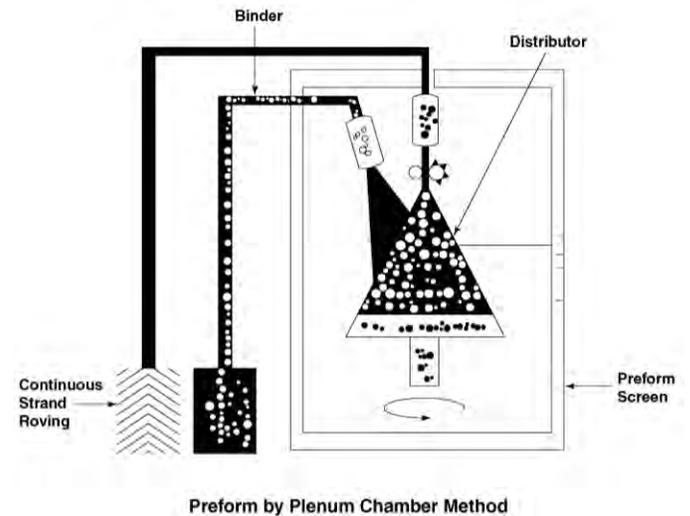 Binder
Distributor
Continuous
Strand
Roving
Preform
Screen
Preform by Plenum Chamber Method